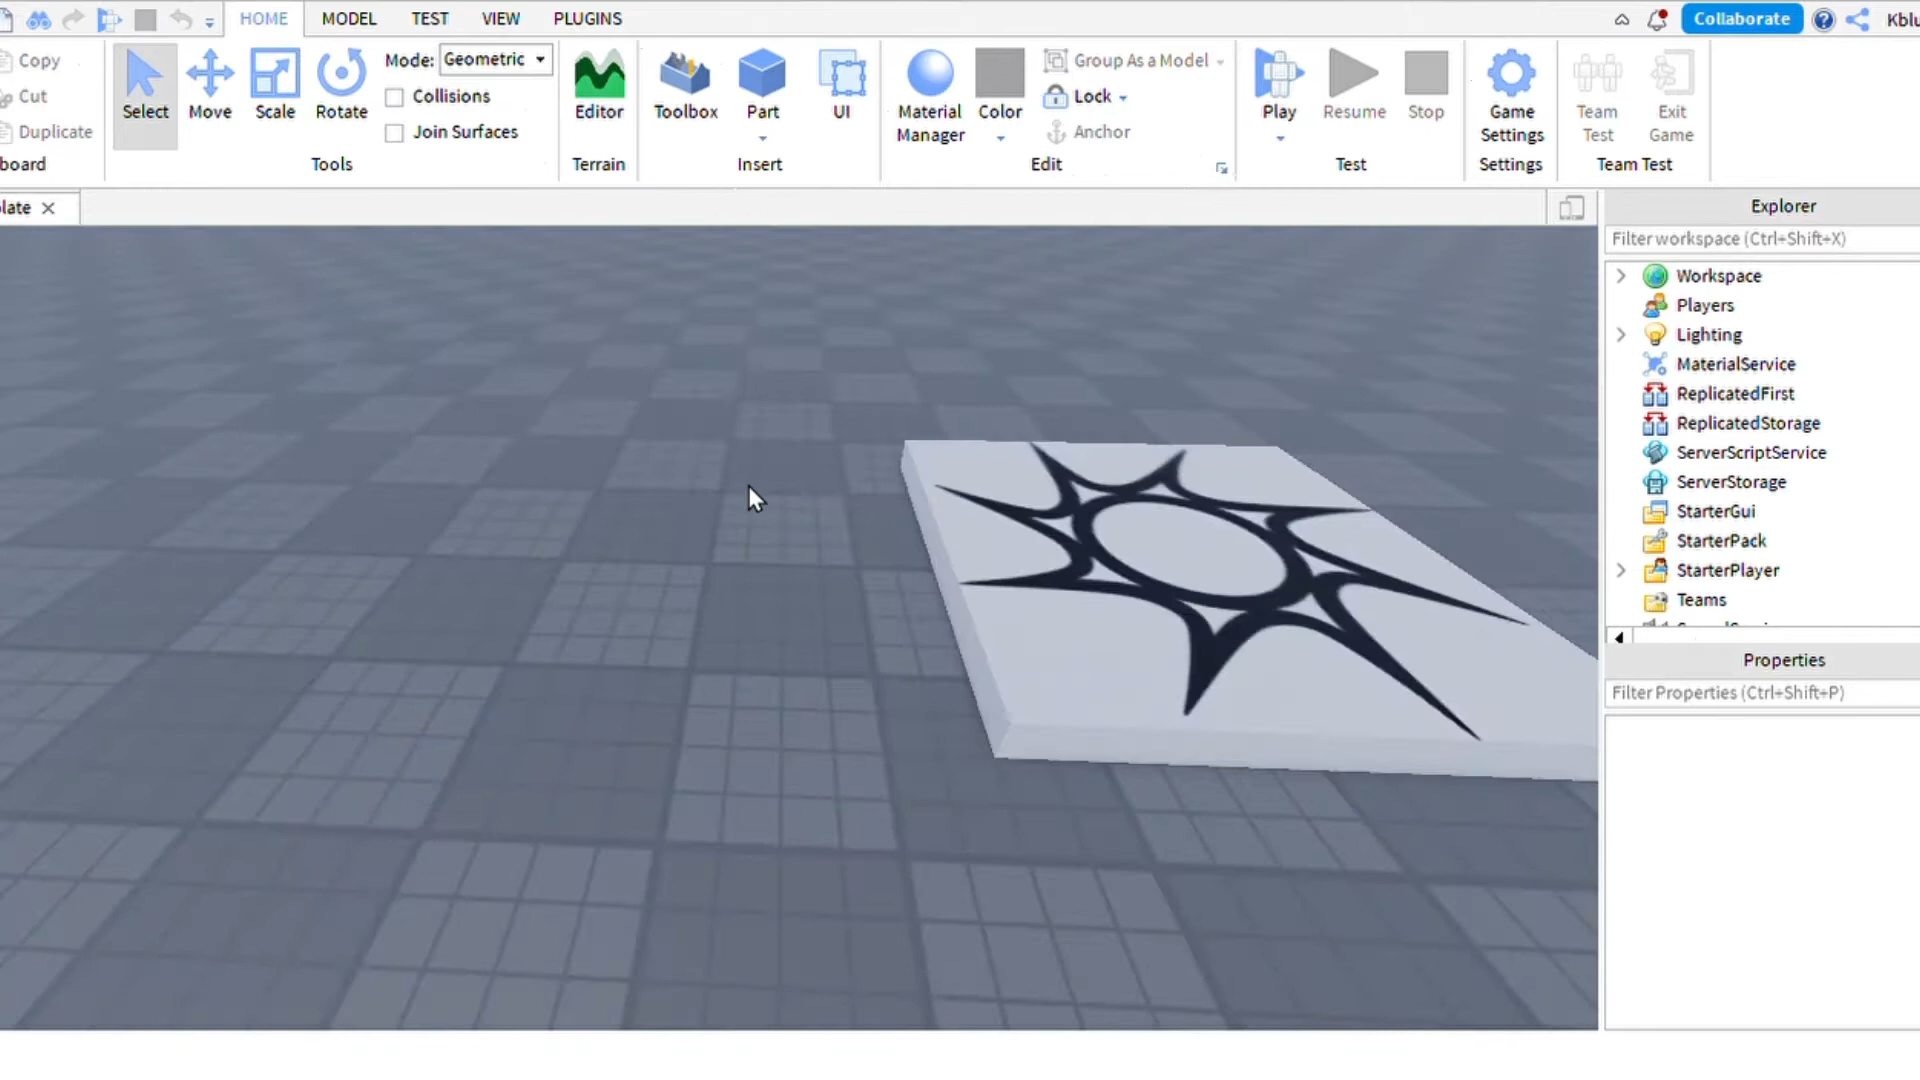 HOME MODEL TEST VIEW PLUGINS Collaborate Kblu
Copy
Cut
Duplicate
board
Select Move Scale Rotate
Mode: Geometric
Collisions
Join Surfaces
Tools
Editor
Terrain
Toolbox Part UI
Insert
Material Manager
Color
Group As a Model
Lock
Anchor
Edit
Play Resume Stop
Test
Game Settings
Settings
Team Test
Exit Game
Team Test
late
Explorer
Filter workspace (Ctrl+Shift+X)
Workspace
Players
Lighting
MaterialService
ReplicatedFirst
ReplicatedStorage
ServerScriptService
ServerStorage
StarterGui
StarterPack
StarterPlayer
Teams
Properties
Filter Properties (Ctrl+Shift+P)